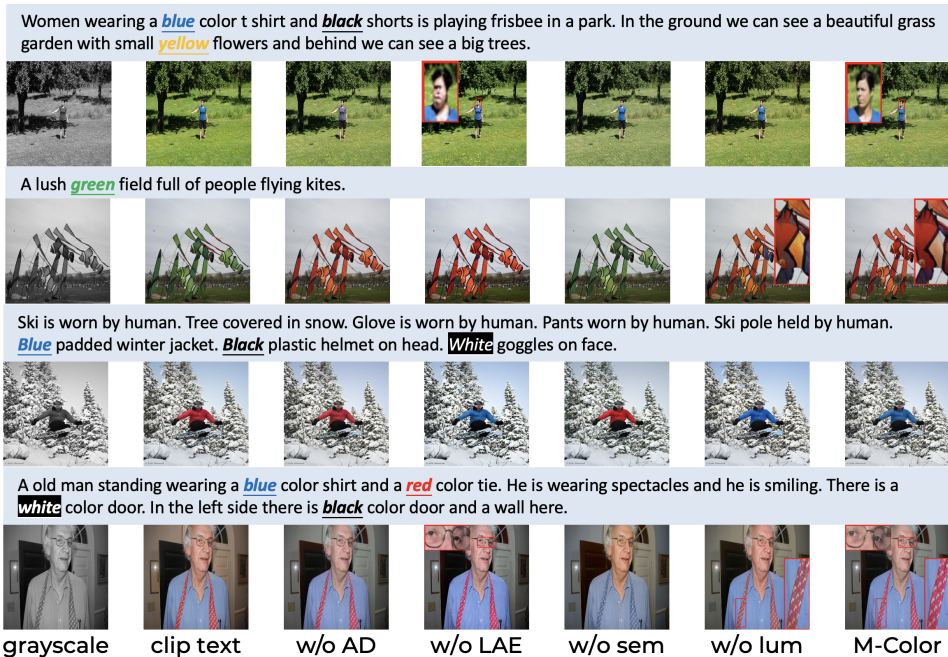 Women wearing a blue color t shirt and black shorts is playing frisbee in a park. In the ground we can see a beautiful grass
garden with small yellow flowers and behind we can see a big trees.
A lush green field full of people flying kites.
Ski is worn by human. Tree covered in snow. Glove is worn by human. Pants worn by human. Ski pole held by human.
Blue padded winter jacket. Black plastic helmet on head. White goggles on face.
A old man standing wearing a blue color shirt and a red color tie. He is wearing spectacles and he is smiling. There is a
white color door. In the left side there is black color door and a wall here.
grayscale clip text w/o AD w/o LAE w/o sem w/o lum M-Color